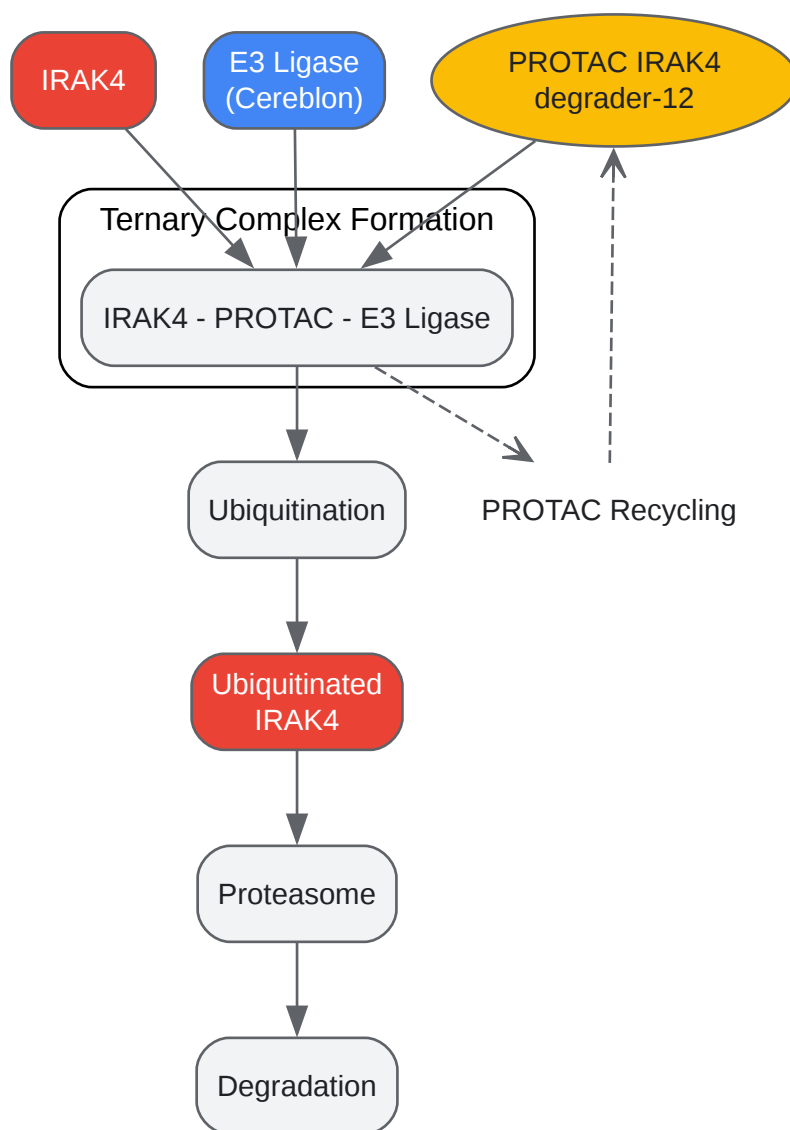 IRAK4
E3 Ligase
(Cereblon)
PROTAC IRAK4
degrader-12
Ternary Complex Formation
IRAK4 - PROTAC - E3 Ligase
Ubiquitination
PROTAC Recycling
Ubiquitinated
IRAK4
Proteasome
Degradation